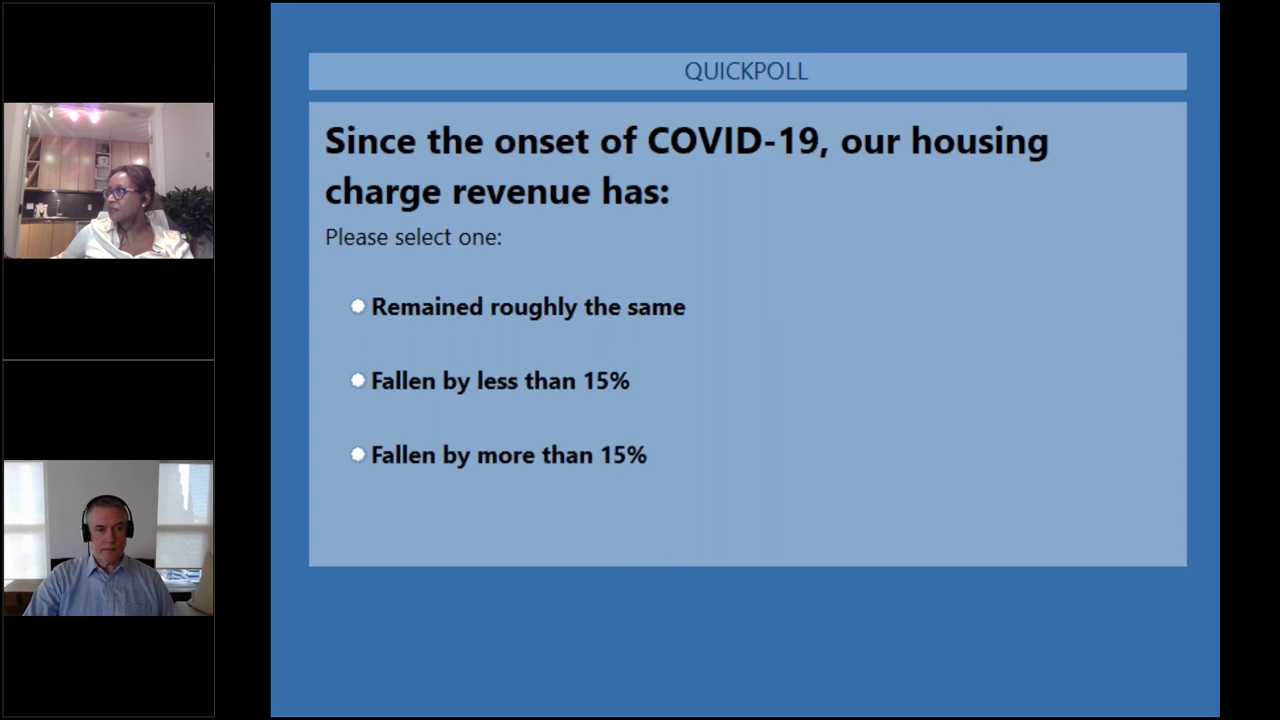 QUICKPOLL
Since the onset of COVID-19, our housing
charge revenue has:
Please select one:
Remained roughly the same
Fallen by less than 15%
Fallen by more than 15%